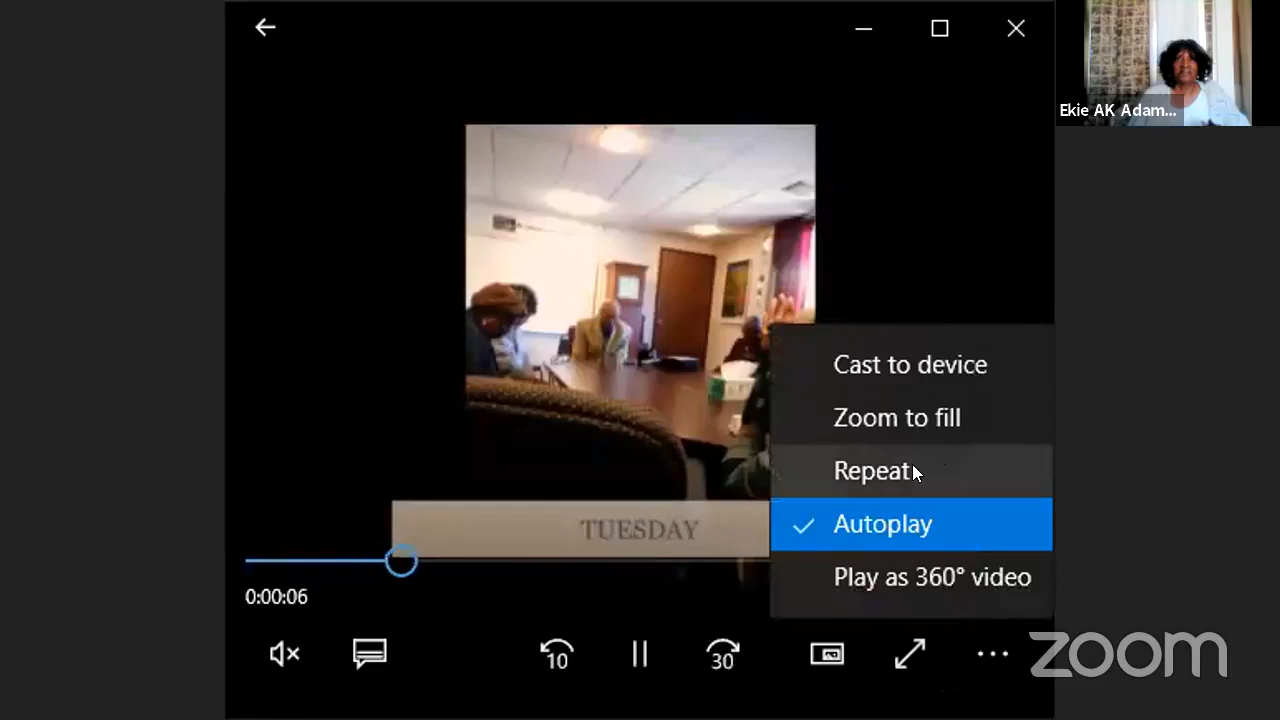 Ekie AK Adam...
Cast to device
Zoom to fill
Repeat
Autoplay
Play as 360° video
TUESDAY
0:00:06
10
30
zoom